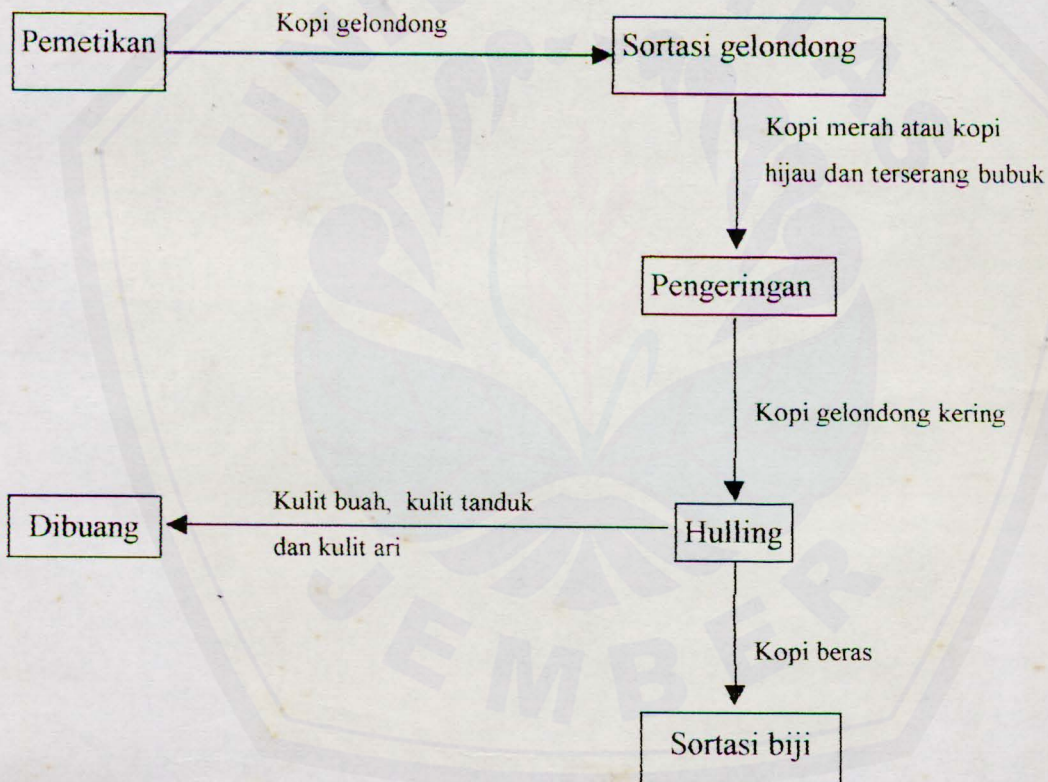 Pemetikan
Kopi gelondong
Sortasi gelondong
Kopi merah atau kopi
hijau dan terserang bubuk
Pengeringan
Kopi gelondong kering
Dibuang
Kulit buah, kulit tanduk
dan kulit ari
Hulling
Kopi beras
Sortasi biji
JEMBER